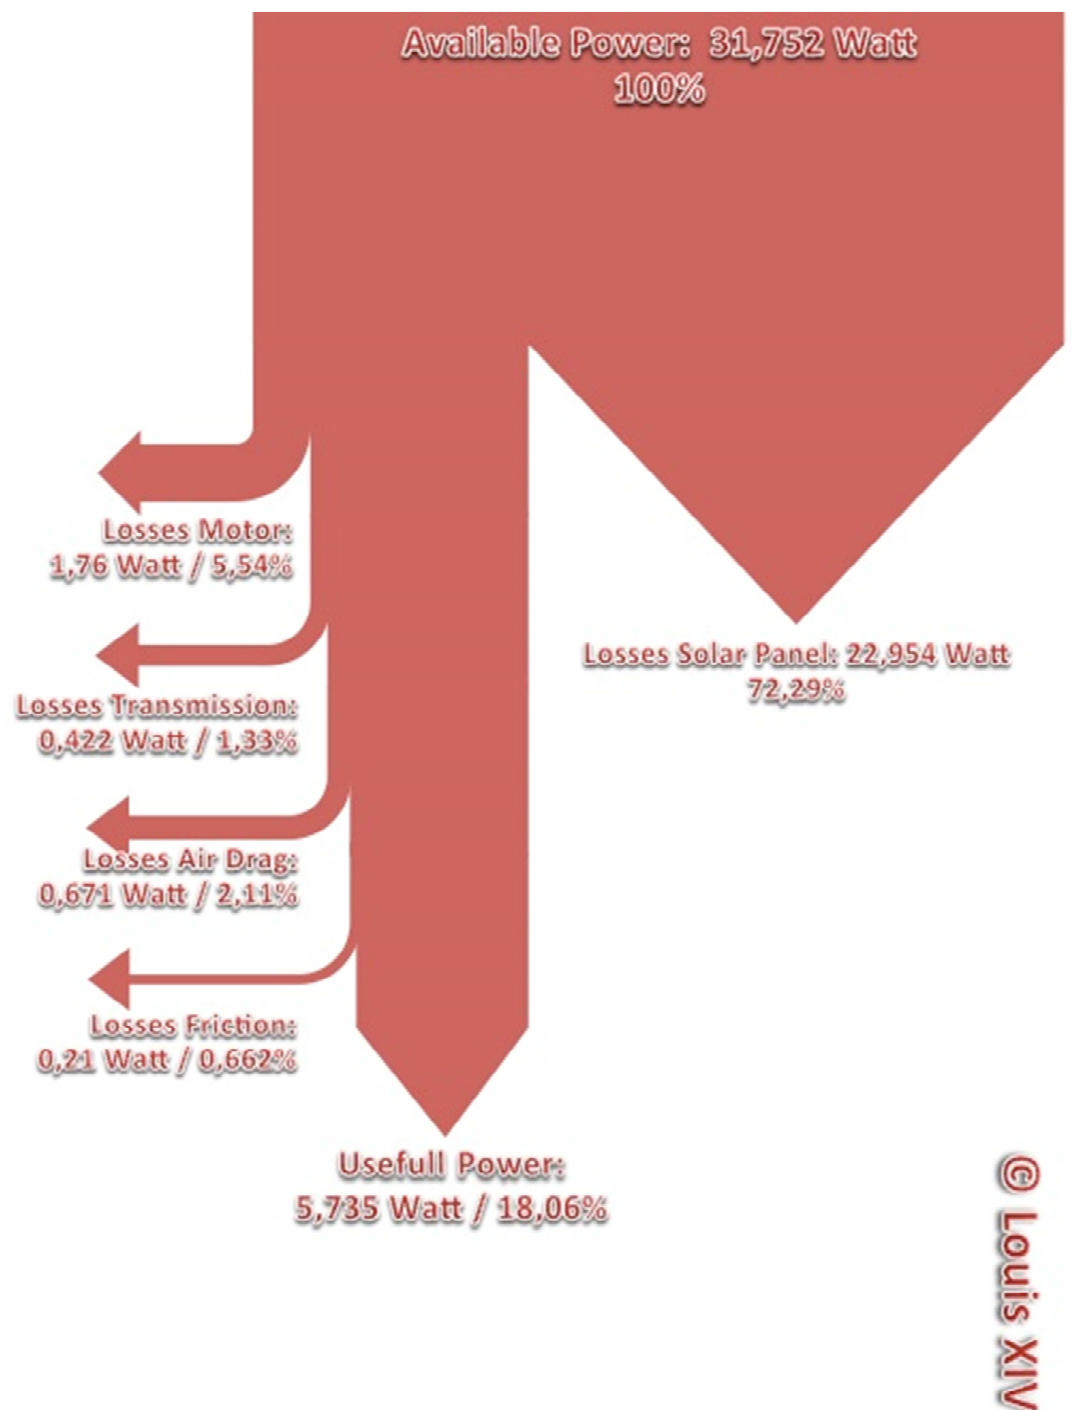 Available Power: 31,752 Watt
100%
Losses Motor:
1,76 Watt / 5,54%
Losses Solar Panel: 22,954 Watt
72,29%
Losses Transmission:
0,422 Watt / 1,33%
Losses Air Drag:
0,671 Watt / 2,11%
Losses Friction:
0,21 Watt / 0,662%
Usefull Power:
5,735 Watt / 18,06%
© Louis XIV